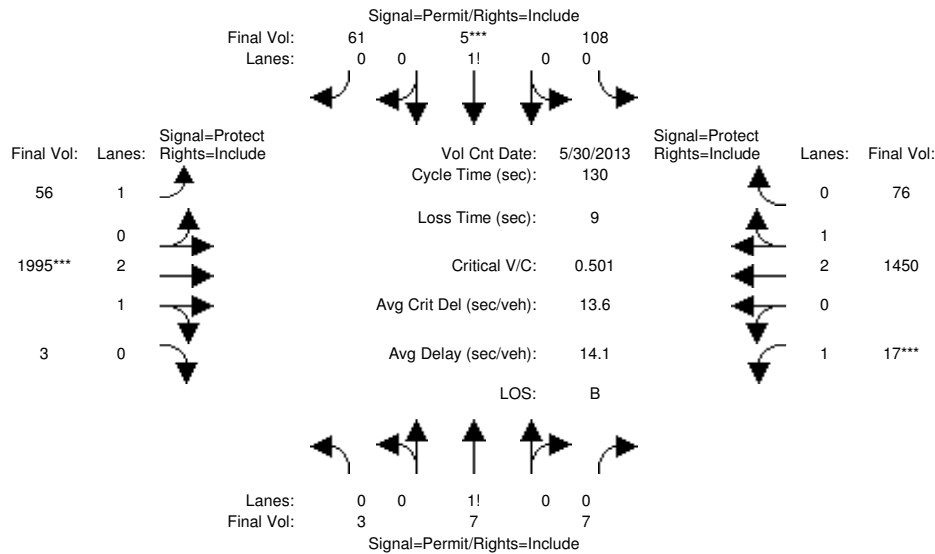 Signal=Permit/Rights=Include
Final Vol: 61 5*** 108
Lanes: 0 0 1! 0 0
Signal=Protect Signal=Protect
Final Vol: Lanes: Rights=Include Vol Cnt Date: 5/30/2013 Rights=Include Lanes: Final Vol:
Cycle Time (sec): 130
56 1 0 76
Loss Time (sec): 9
0 1
1995*** 2 Critical V/C: 0.501 2 1450
1 Avg Crit Del (sec/veh): 13.6 0
3 0 Avg Delay (sec/veh): 14.1 1 17***
LOS: B
Lanes: 0 0 1! 0 0
Final Vol: 3 7 7
Signal=Permit/Rights=Include